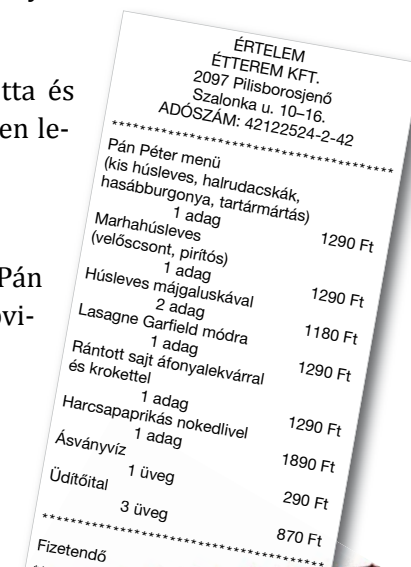 tta és
en le-
Pán
ovi-
ÉRTELEM
ÉTTEREM KFT.
2097 Pilisborosjenő
Szalonka u. 10–16.
ADÓSZÁM: 42122524-2-42
****************************************
Pán Péter menü
(kis húsleves, halrudacskák,
hasábburgonya, tartármártás)
1 adag 1290 Ft
Marhahúsleves
(velőscsont, pirítós)
1 adag 1290 Ft
Húsleves májgaluskával
2 adag 1180 Ft
Lasagne Garfield módra
1 adag 1290 Ft
Rántott sajt áfonyalekvárral
és krokettel
1 adag 1290 Ft
Harcsapaprikás nokedlivel
1 adag 1890 Ft
Ásványvíz
1 üveg 290 Ft
Üdítőital
3 üveg 870 Ft
****************************************
Fizetendő